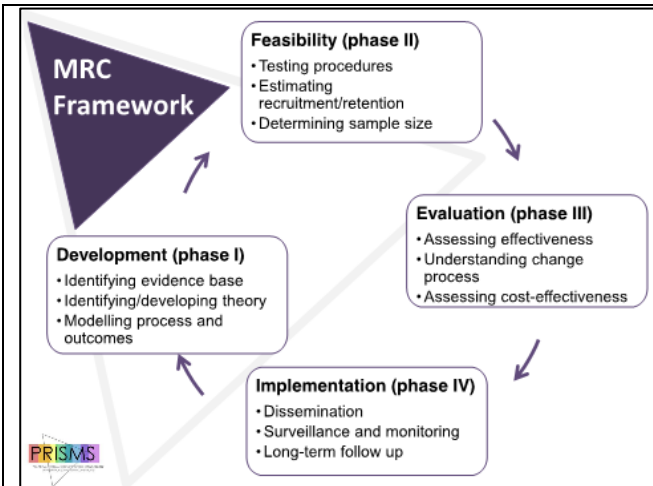 MRC
Framework
Feasibility (phase II)
• Testing procedures
• Estimating
recruitment/retention
• Determining sample size
Evaluation (phase III)
• Assessing effectiveness
• Understanding change
process
• Assessing cost-effectiveness
Development (phase I)
• Identifying evidence base
• Identifying/developing theory
• Modelling process and
outcomes
Implementation (phase IV)
• Dissemination
• Surveillance and monitoring
• Long-term follow up
PRISMS